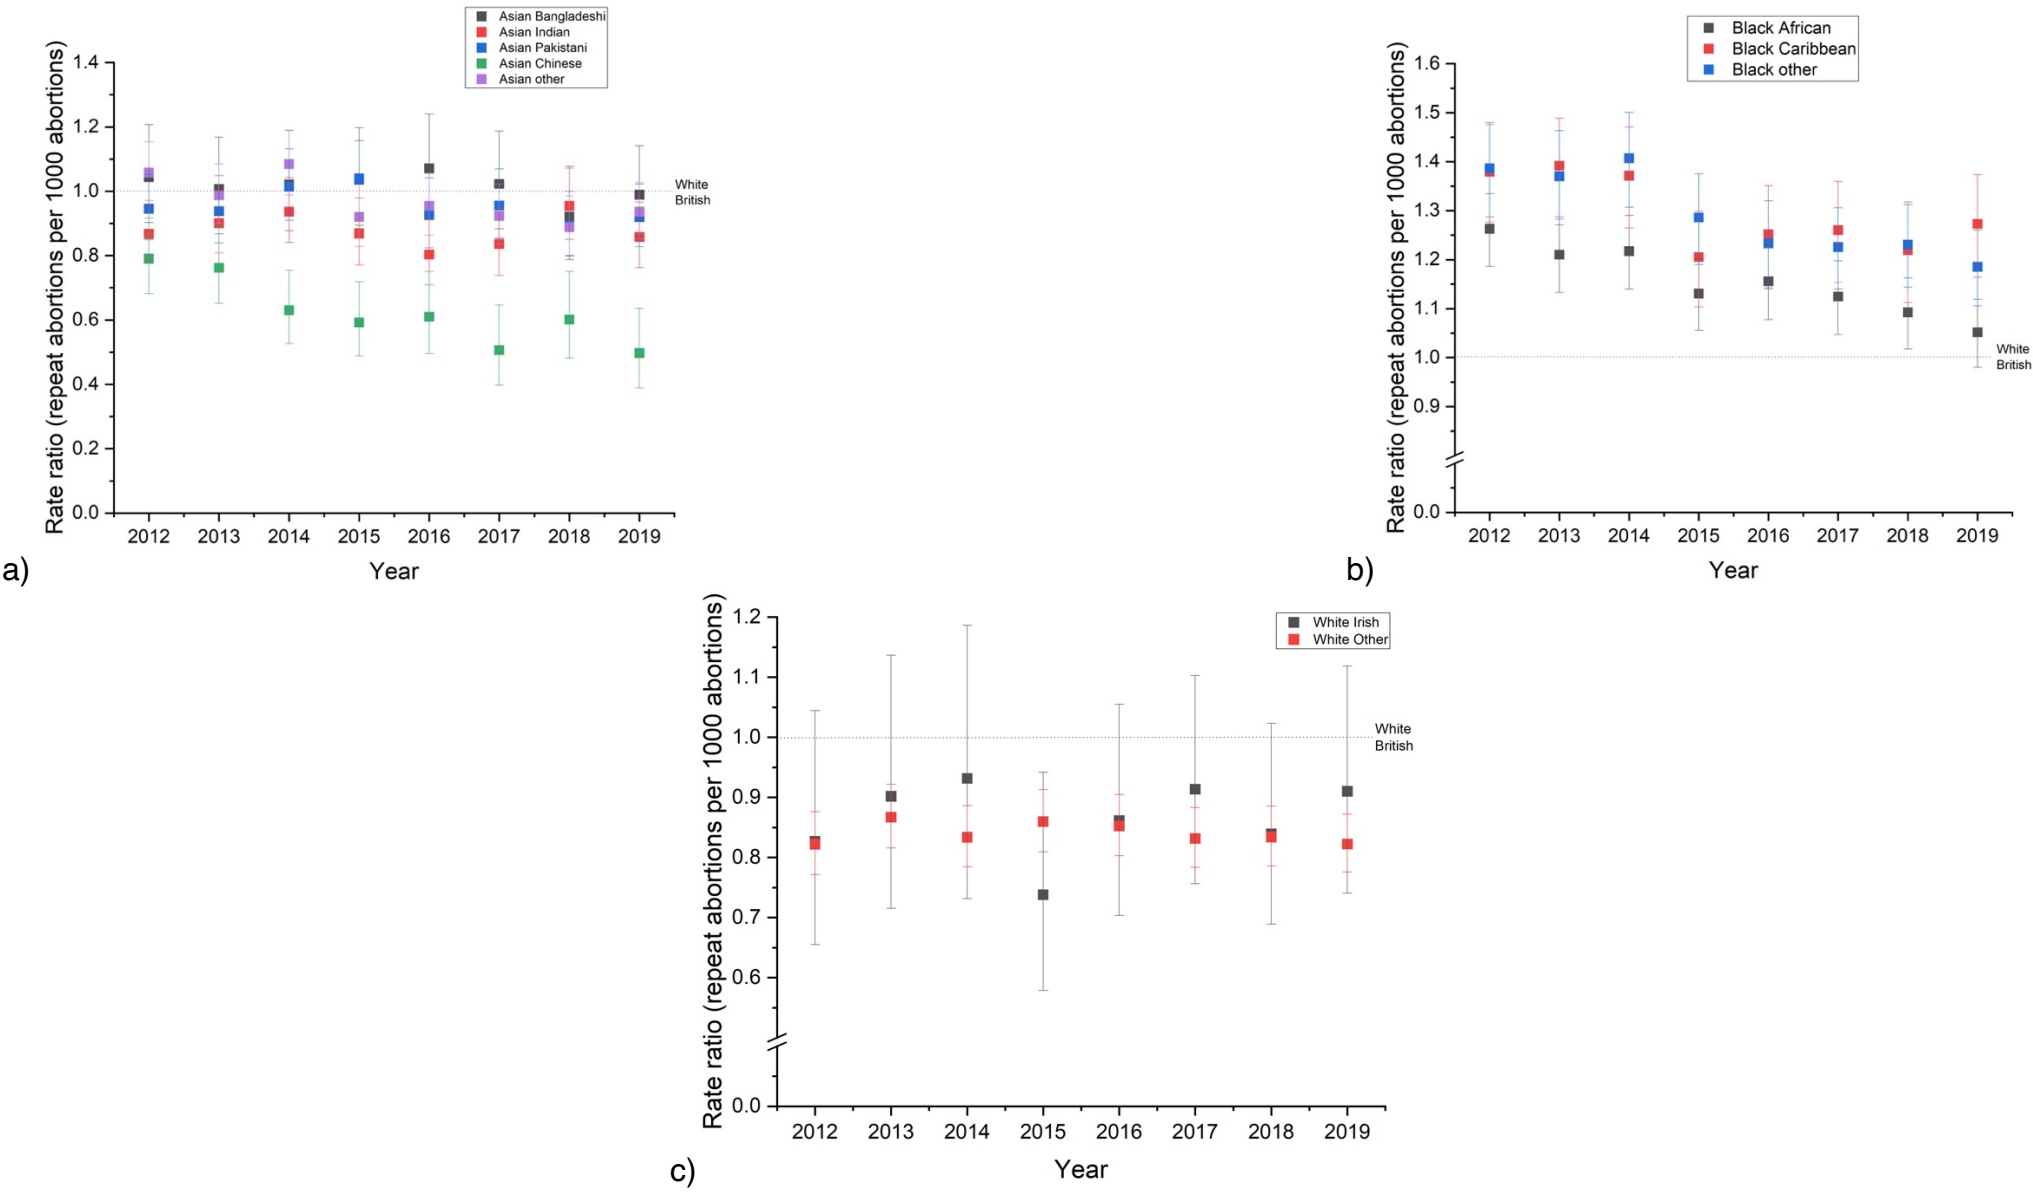 Asian Bangladeshi
Asian Indian
Asian Pakistani
Asian Chinese
Asian other
Rate ratio (repeat abortions per 1000 abortions)
1.4
1.2
1.0
0.8
0.6
0.4
0.2
0.0
White
British
2012 2013 2014 2015 2016 2017 2018 2019
Year
a)
Black African
Black Caribbean
Black other
Rate ratio (repeat abortions per 1000 abortions)
1.6
1.5
1.4
1.3
1.2
1.1
1.0
0.9
0.0
White
British
2012 2013 2014 2015 2016 2017 2018 2019
Year
b)
White Irish
White Other
Rate ratio (repeat abortions per 1000 abortions)
1.2
1.1
1.0
0.9
0.8
0.7
0.6
0.0
White
British
2012 2013 2014 2015 2016 2017 2018 2019
Year
c)